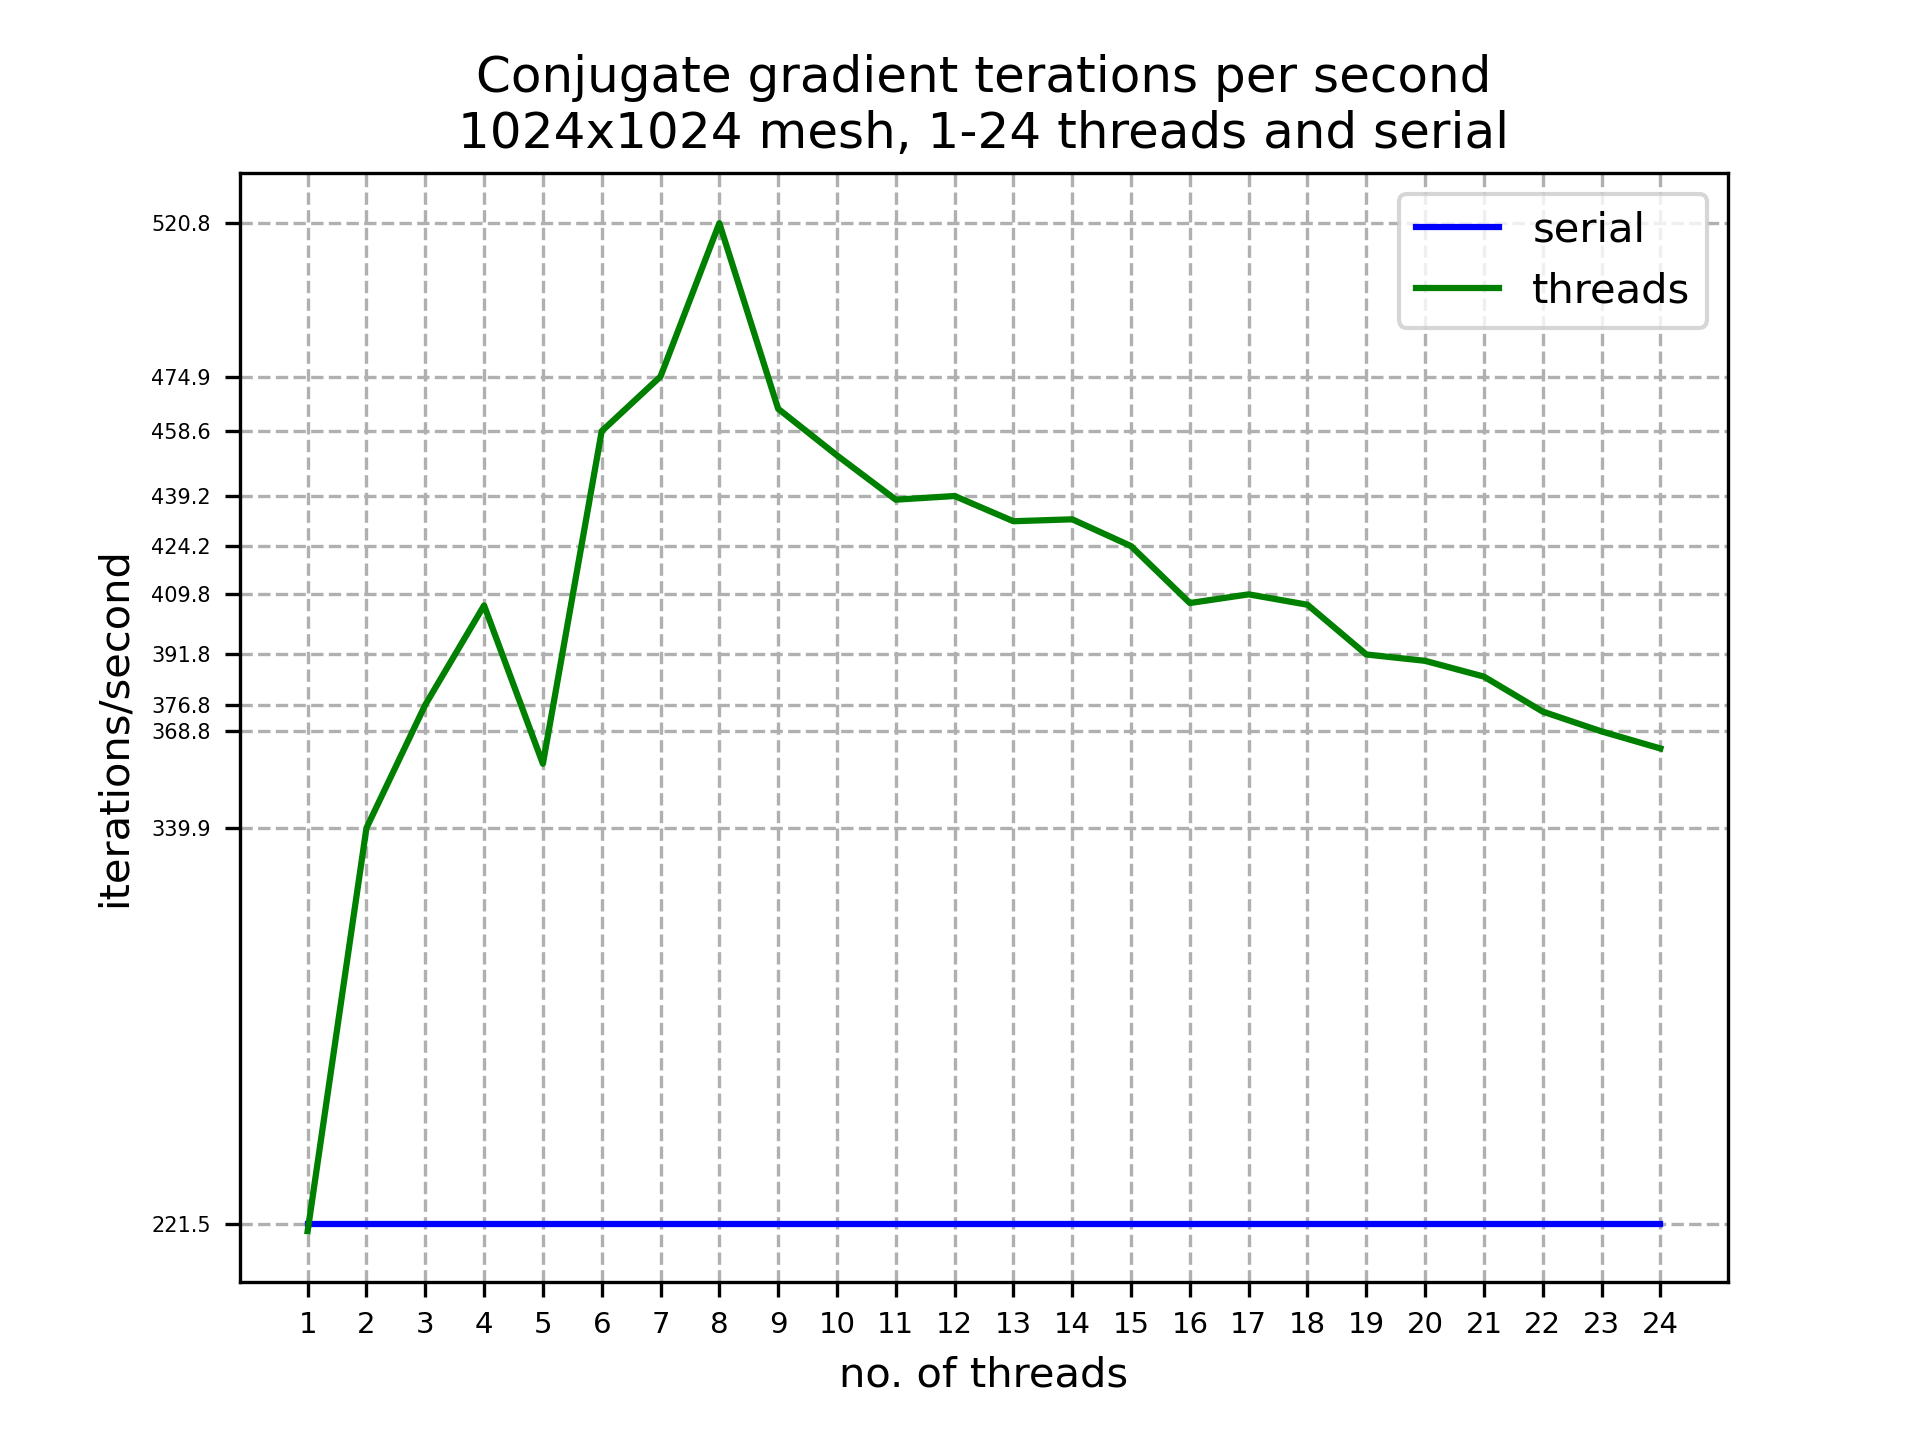 Conjugate gradient terations per second
1024x1024 mesh, 1-24 threads and serial
serial
threads
520.8
474.9
458.6
439.2
424.2
409.8
391.8
376.8
368.8
339.9
221.5
iterations/second
1 2 3 4 5 6 7 8 9 10 11 12 13 14 15 16 17 18 19 20 21 22 23 24
no. of threads